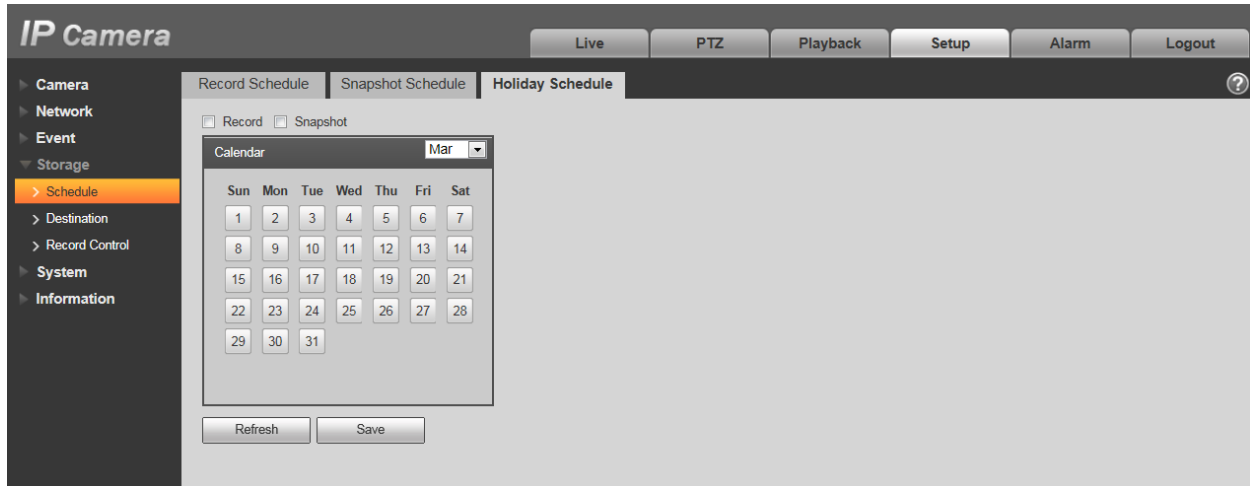 IP Camera
Live PTZ Playback Setup Alarm Logout
Camera
Network
Event
Storage
Schedule
Destination
Record Control
System
Information
Record Schedule Snapshot Schedule Holiday Schedule ?
Record Snapshot
Calendar Mar
Sun Mon Tue Wed Thu Fri Sat
1 2 3 4 5 6 7
8 9 10 11 12 13 14
15 16 17 18 19 20 21
22 23 24 25 26 27 28
29 30 31
Refresh Save